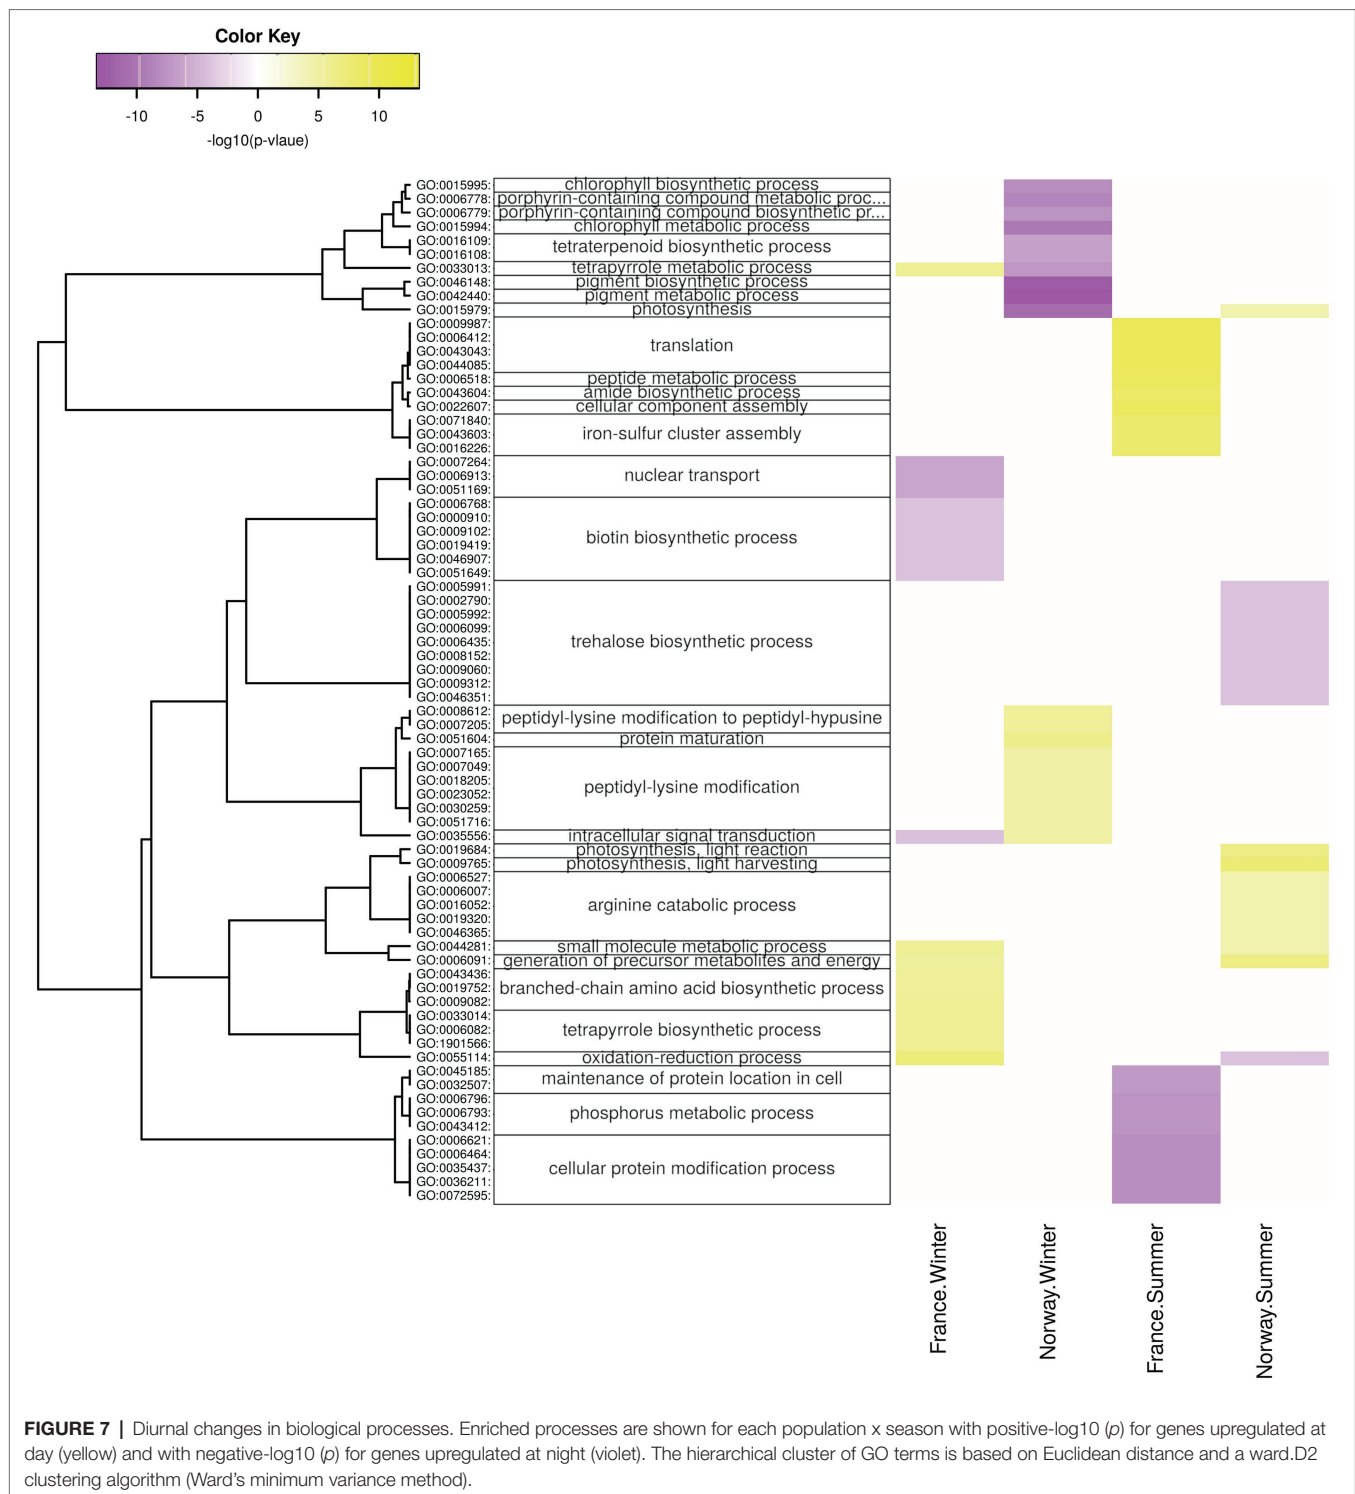 Color Key
-10 -5 0 5 10
-log10(p-vlaue)
GO:0015995: chlorophyll biosynthetic process
GO:0006778: porphyrin-containing compound metabolic proc...
GO:0006779: porphyrin-containing compound biosynthetic pr...
GO:0015994: chlorophyll metabolic process
GO:0016109:
tetraterpenoid biosynthetic process
GO:0016108:
GO:0033013: tetrapyrrole metabolic process
GO:0046148: pigment biosynthetic process
GO:0042440: pigment metabolic process
GO:0015979: photosynthesis
GO:0009987:
GO:0006412:
translation
GO:0043043:
GO:0044085:
GO:0006518: peptide metabolic process
GO:0043604: amide biosynthetic process
GO:0022607: cellular component assembly
GO:0071840:
GO:0043603: iron-sulfur cluster assembly
GO:0016226:
GO:0007264:
GO:0006913: nuclear transport
GO:0051169:
GO:0006768:
GO:0000910:
GO:0009102:
biotin biosynthetic process
GO:0019419:
GO:0046907:
GO:0051649:
GO:0005991:
GO:0002790:
GO:0005992:
GO:0006099:
GO:0006435: trehalose biosynthetic process
GO:0008152:
GO:0009060:
GO:0009312:
GO:0046351:
GO:0008612:
peptidyl-lysine modification to peptidyl-hypusine
GO:0007205:
GO:0051604: protein maturation
GO:0007165:
GO:0007049:
GO:0018205:
peptidyl-lysine modification
GO:0023052:
GO:0030259:
GO:0051716:
GO:0035556: intracellular signal transduction
GO:0019684: photosynthesis, light reaction
GO:0009765: photosynthesis, light harvesting
GO:0006527:
GO:0006007:
GO:0016052: arginine catabolic process
GO:0019320:
GO:0046365:
GO:0044281: small molecule metabolic process
GO:0006091: generation of precursor metabolites and energy
GO:0043436:
GO:0019752: branched-chain amino acid biosynthetic process
GO:0009082:
GO:0033014:
GO:0006082: tetrapyrrole biosynthetic process
GO:1901566:
GO:0055114: oxidation-reduction process
GO:0045185:
maintenance of protein location in cell
GO:0032507:
GO:0006796:
GO:0006793: phosphorus metabolic process
GO:0043412:
GO:0006621:
GO:0006464:
GO:0035437: cellular protein modification process
GO:0036211:
GO:0072595:
France.Winter
Norway.Winter
France.Summer
Norway.Summer
FIGURE 7 | Diurnal changes in biological processes. Enriched processes are shown for each population x season with positive-log10 (p) for genes upregulated at
day (yellow) and with negative-log10 (p) for genes upregulated at night (violet). The hierarchical cluster of GO terms is based on Euclidean distance and a ward.D2
clustering algorithm (Ward's minimum variance method).